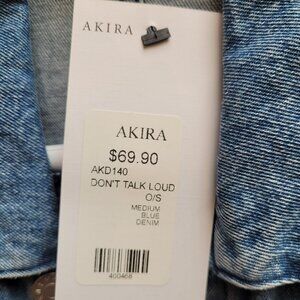 AKIRA
AKIRA
$69.90
AKD140
DON'T TALK LOUD
O/S
MEDIUM
BLUE
DENIM
400468